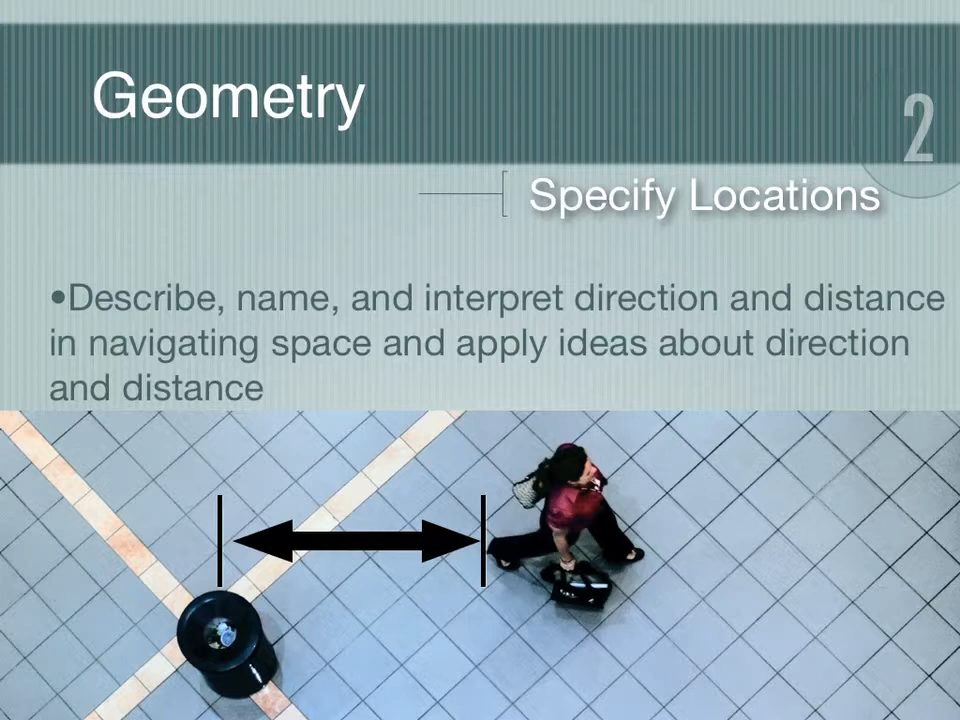 Geometry
2
Specify Locations
•Describe, name, and interpret direction and distance
in navigating space and apply ideas about direction
and distance